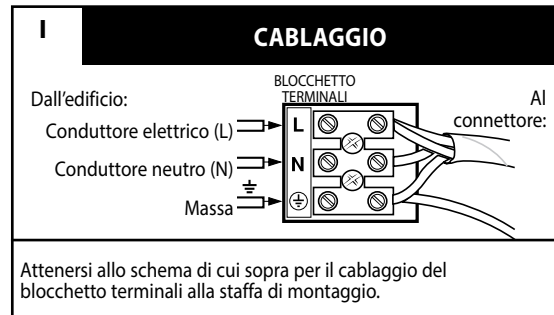 I
CABLAGGIO
BLOCCHETTO
TERMINALI
Dall'edificio:
Al
connettore:
Conduttore elettrico (L)
L
Conduttore neutro (N)
N
Massa
Attenersi allo schema di cui sopra per il cablaggio del
blocchetto terminali alla staffa di montaggio.